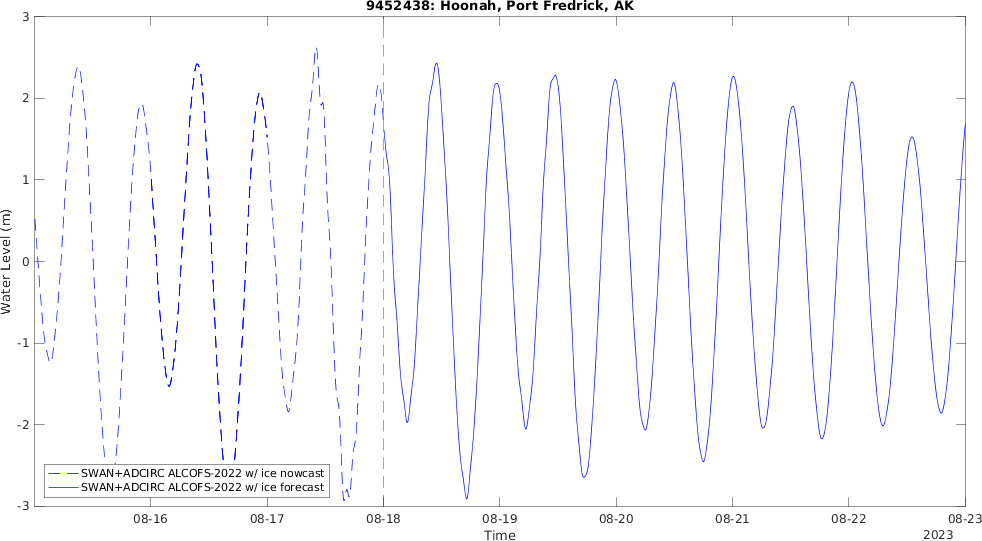 9452438: Hoonah, Port Fredrick, AK
Water Level (m)
3
2
1
0
-1
-2
-3
SWAN+ADCIRC ALCOFS-2022 w/ ice nowcast
SWAN+ADCIRC ALCOFS-2022 w/ ice forecast
08-16 08-17 08-18 08-19 08-20 08-21 08-22 08-23
Time
2023